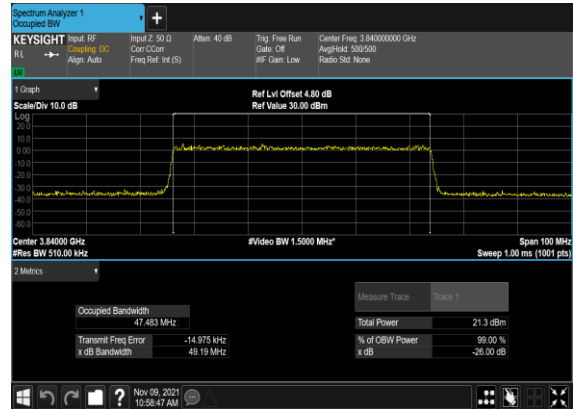 Spectrum Analyzer 1
Occupied BW
+
KEYSIGHT Input: RF Input Z: 50 Ω Atten: 40 dB Trig: Free Run Center Freq: 3.840000000 GHz
RL Coupling: DC Corr CCorr Gate: Off Avg|Hold: 500/500
Align: Auto Freq Ref: Int (S) #IF Gain: Low Radio Std: None
1 Graph
Ref Lvl Offset 4.80 dB
Scale/Div 10.0 dB Ref Value 30.00 dBm
Log
20.0
10.0
0.00
-10.0
-20.0
-30.0
-40.0
-50.0
-60.0
Center 3.84000 GHz #Video BW 1.5000 MHz* Span 100 MHz
#Res BW 510.00 kHz Sweep 1.00 ms (1001 pts)
2 Metrics
Measure Trace Trace 1
Occupied Bandwidth
47.483 MHz Total Power 21.3 dBm
Transmit Freq Error -14.975 kHz % of OBW Power 99.00 %
x dB Bandwidth 49.19 MHz x dB -26.00 dB
? Nov 09, 2021
10:58:47 AM